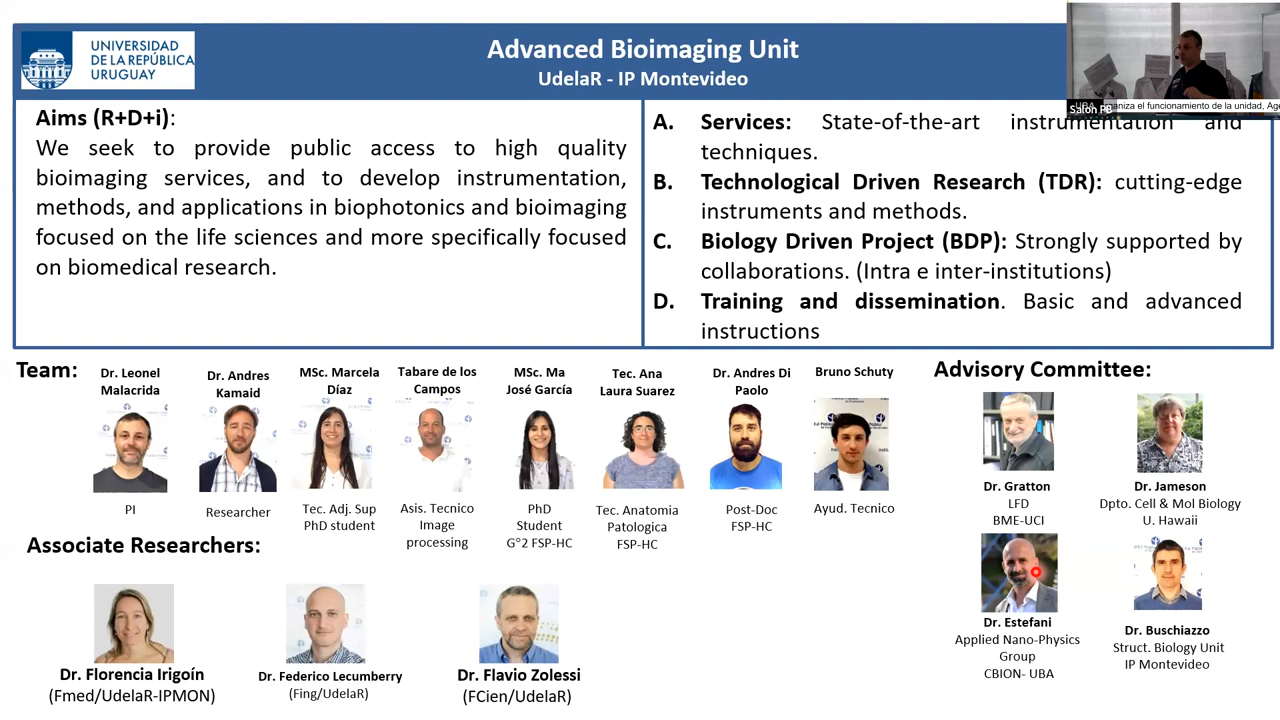 UNIVERSIDAD
DE LA REPÚBLICA
URUGUAY
Advanced Bioimaging Unit
UdelaR - IP Montevideo
Salón PB
aniza el funcionamiento de la unidad, Age
Aims (R+D+i):
We seek to provide public access to high quality
bioimaging services, and to develop instrumentation,
methods, and applications in biophotonics and bioimaging
focused on the life sciences and more specifically focused
on biomedical research.
A. Services: State-of-the-art instrumentation and
techniques.
B. Technological Driven Research (TDR): cutting-edge
instruments and methods.
C. Biology Driven Project (BDP): Strongly supported by
collaborations. (Intra e inter-institutions)
D. Training and dissemination. Basic and advanced
instructions
Team:
Dr. Leonel
Malacrida
PI
Dr. Andres
Kamaid
Researcher
MSc. Marcela
Díaz
Tec. Adj. Sup
PhD student
Tabare de los
Campos
Asis. Tecnico
Image
processing
MSc. Ma
José García
PhD
Student
G°2 FSP-HC
Tec. Ana
Laura Suarez
Tec. Anatomia
Patologica
FSP-HC
Dr. Andres Di
Paolo
Post-Doc
FSP-HC
Bruno Schuty
Ayud. Tecnico
Advisory Committee:
Dr. Gratton
LFD
BME-UCI
Dr. Jameson
Dpto. Cell & Mol Biology
U. Hawaii
Dr. Estefani
Applied Nano-Physics
Group
CBION- UBA
Dr. Buschiazzo
Struct. Biology Unit
IP Montevideo
Associate Researchers:
Dr. Florencia Irigoín
(Fmed/UdelaR-IPMON)
Dr. Federico Lecumberry
(Fing/UdelaR)
Dr. Flavio Zolessi
(FCien/UdelaR)